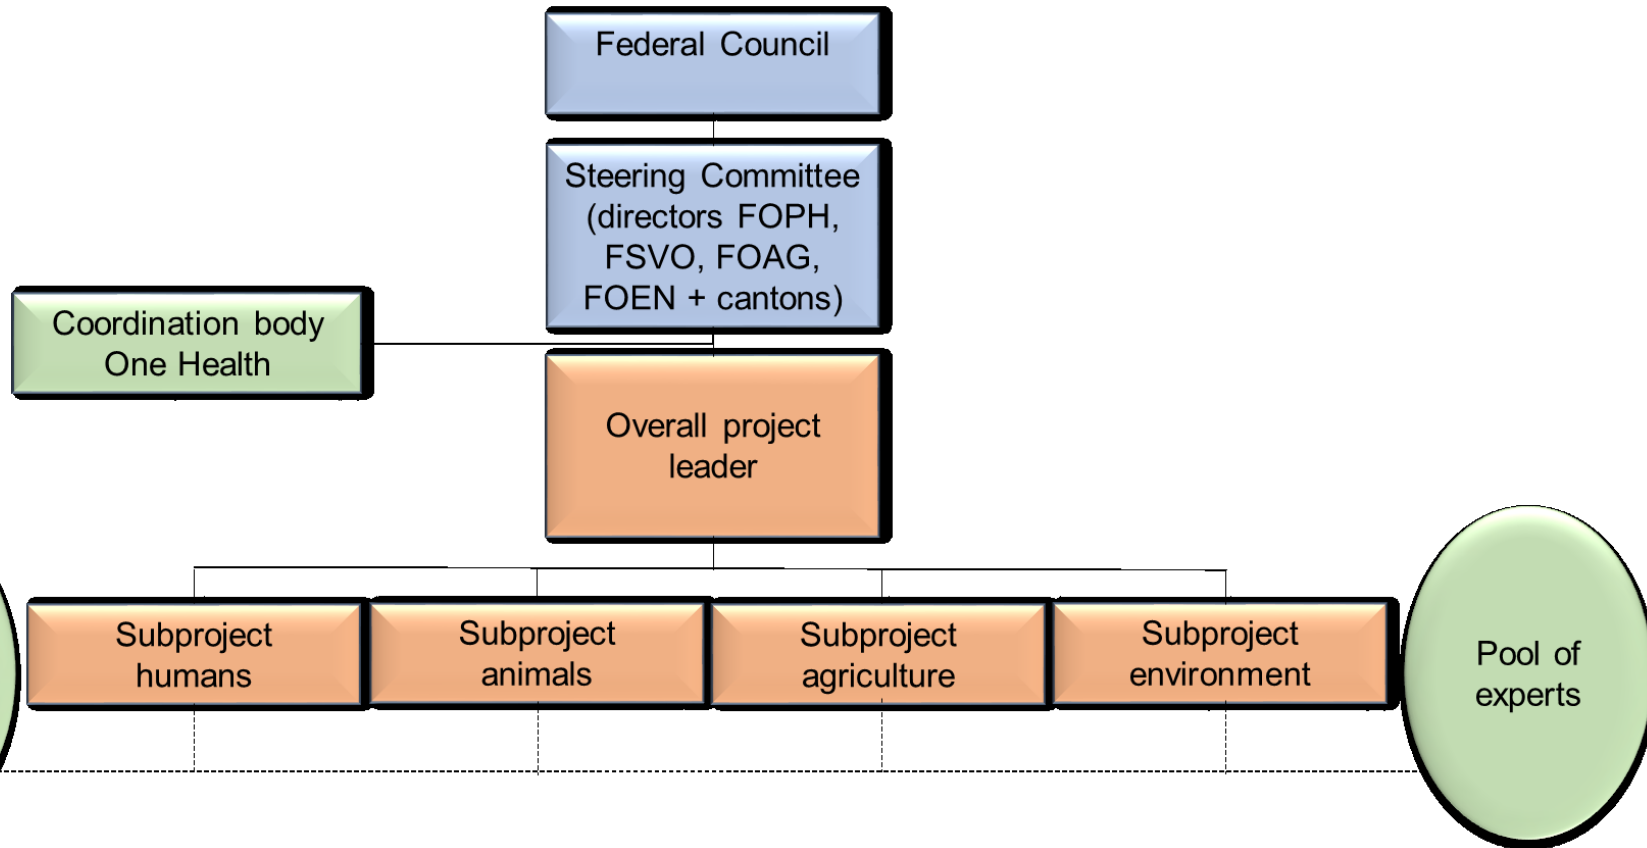 Federal Council
Steering Committee
(directors FOPH,
FSVO, FOAG,
FOEN + cantons)
Coordination body
One Health
Overall project
leader
Subproject
humans
Subproject
animals
Subproject
agriculture
Subproject
environment
Pool of
experts